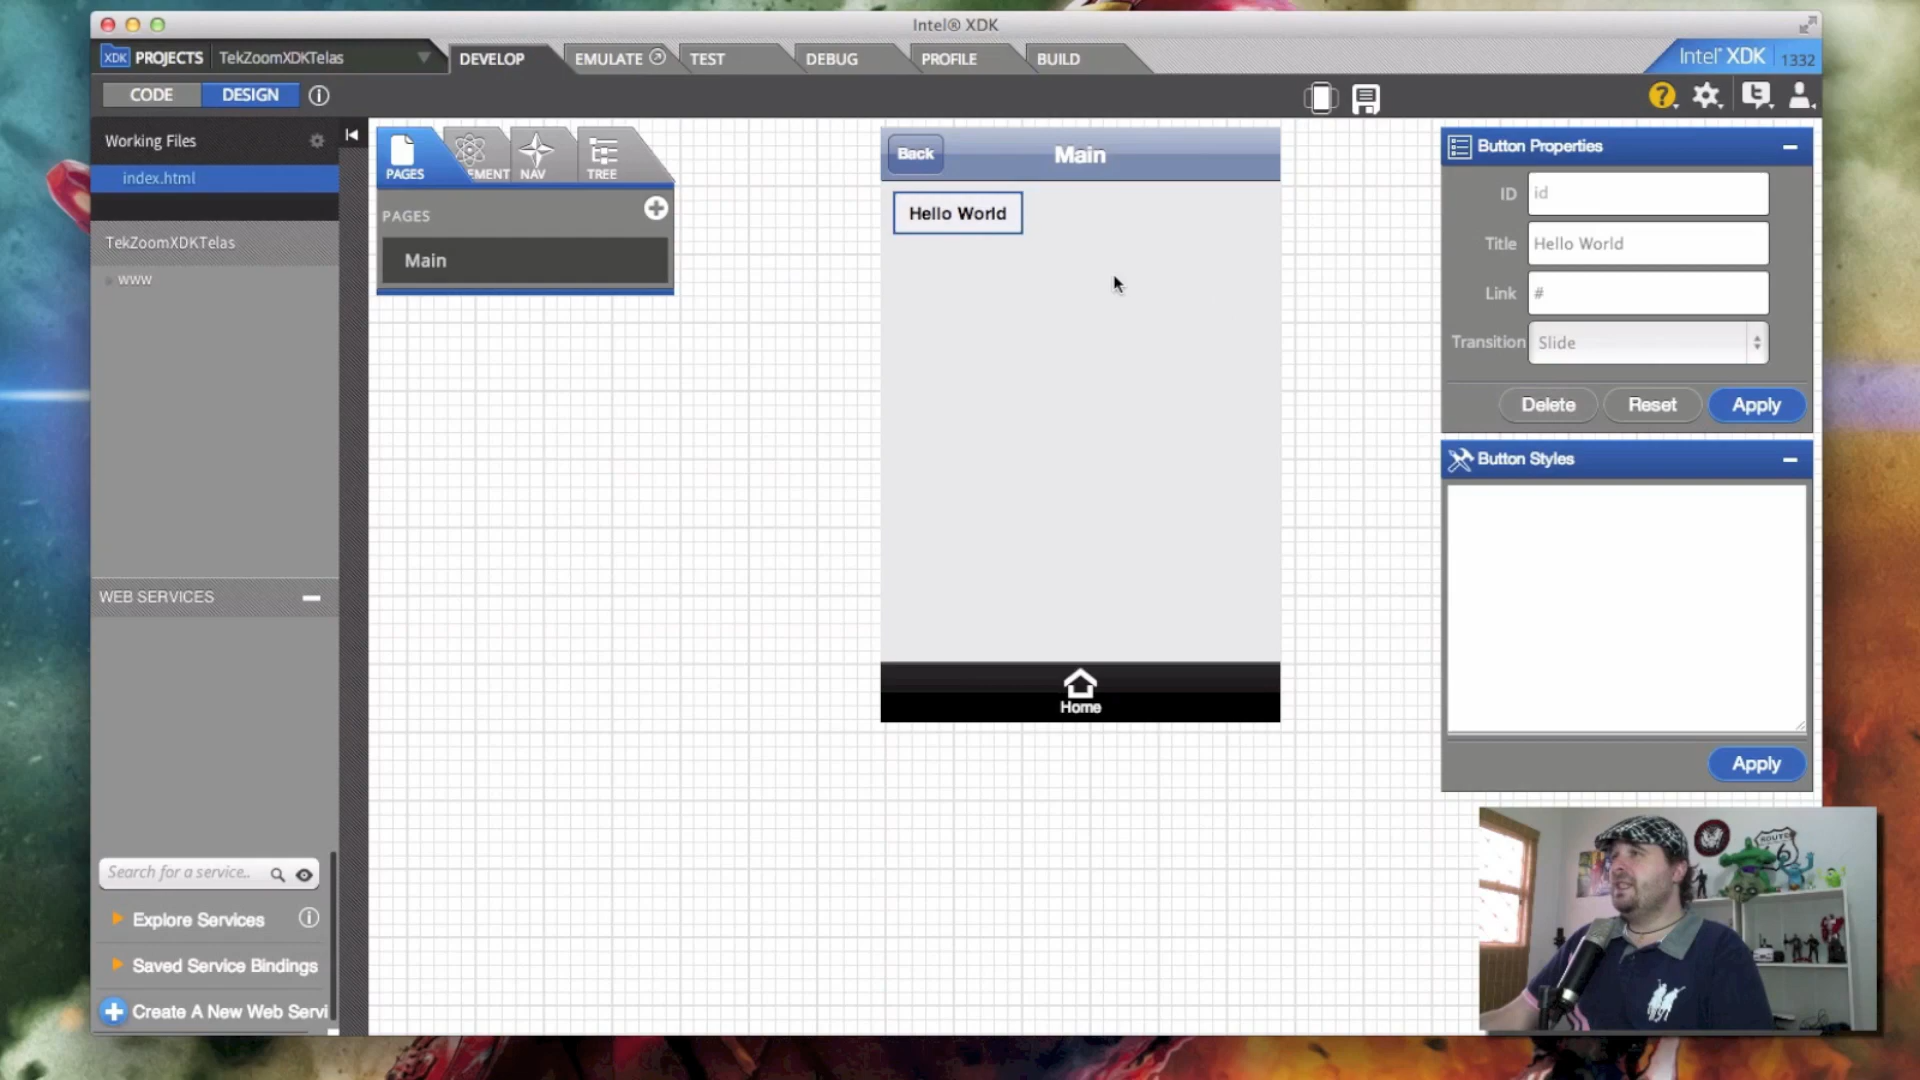 Intel® XDK
XDK PROJECTS TekZoomXDKTelas DEVELOP EMULATE TEST DEBUG PROFILE BUILD Intel® XDK 1332
CODE DESIGN
Working Files
index.html
TekZoomXDKTelas
www
WEB SERVICES
Search for a service..
Explore Services
Saved Service Bindings
Create A New Web Servi
PAGES EMENT NAV TREE
PAGES
Main
Back Main
Hello World
Home
Button Properties
ID id
Title Hello World
Link #
Transition Slide
Delete Reset Apply
Button Styles
Apply
ROUTE